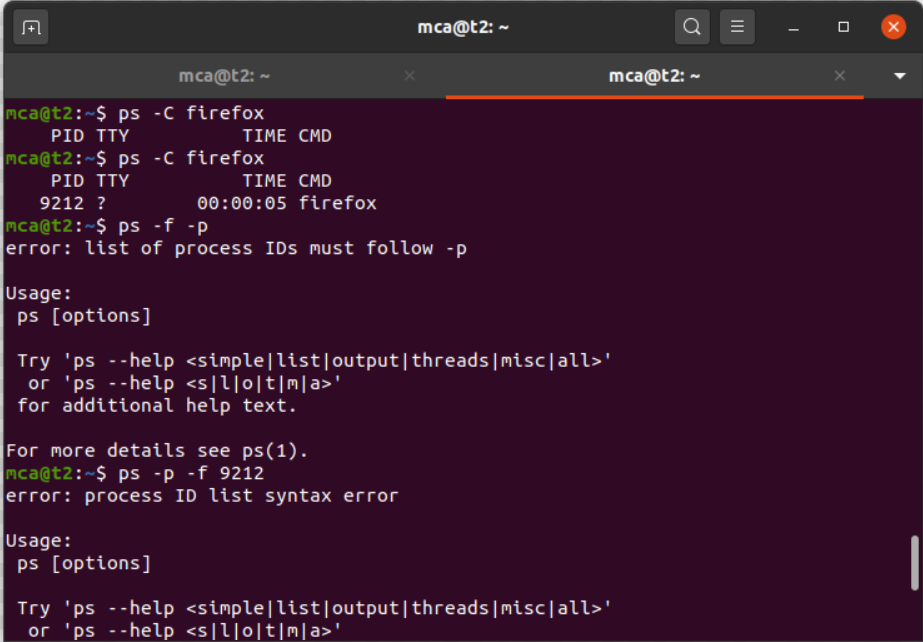 mca@t2: ~
mca@t2: ~
mca@t2: ~
mca@t2:~$ ps -C firefox
    PID TTY          TIME CMD
mca@t2:~$ ps -C firefox
    PID TTY          TIME CMD
   9212 ?        00:00:05 firefox
mca@t2:~$ ps -f -p
error: list of process IDs must follow -p

Usage:
 ps [options]

 Try 'ps --help <simple|list|output|threads|misc|all>'
  or 'ps --help <s|l|o|t|m|a>'
 for additional help text.

For more details see ps(1).
mca@t2:~$ ps -p -f 9212
error: process ID list syntax error

Usage:
 ps [options]

 Try 'ps --help <simple|list|output|threads|misc|all>'
  or 'ps --help <s|l|o|t|m|a>'